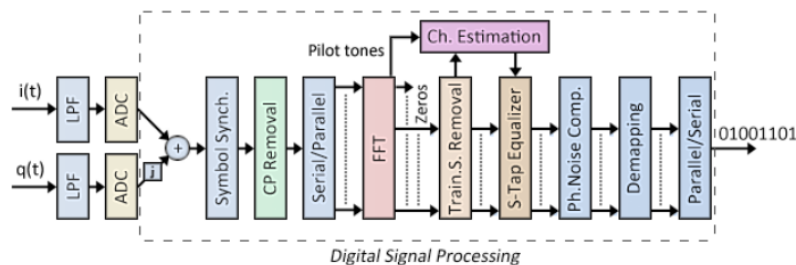 Ch. Estimation
Pilot tones
i(t)
LPF
ADC
q(t)
LPF
ADC
j
+
Symbol Synch.
CP Removal
Serial/Parallel
FFT
Zeros
Train.S. Removal
S-Tap Equalizer
Ph.Noise Comp.
Demapping
Parallel/Serial
01001101
Digital Signal Processing